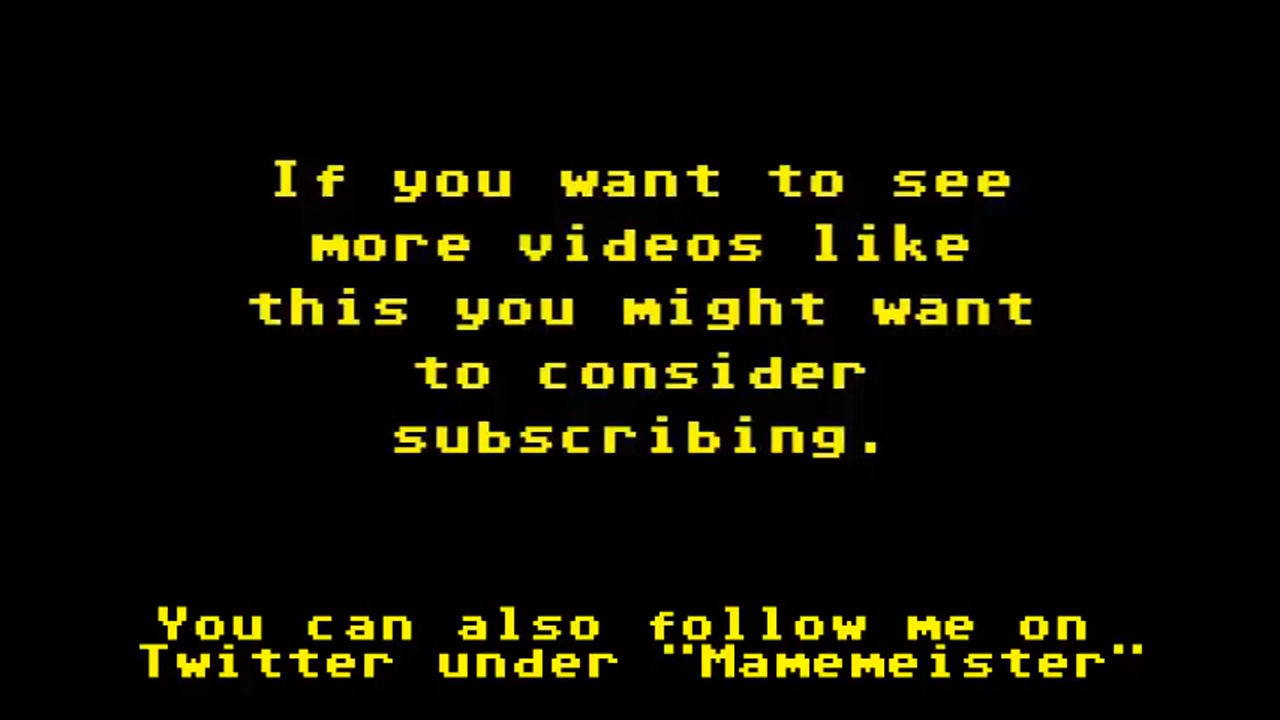 If you want to see
more videos like
this you might want
to consider
subscribing.
You can also follow me on
Twitter under "Mamemeister"